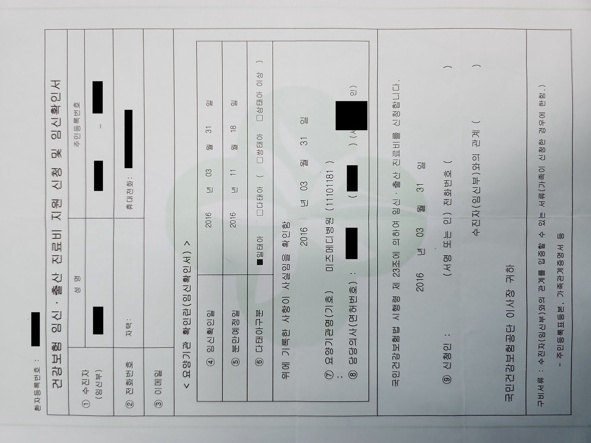 환자등록번호 :
건강보험 임신 · 출산 진료비 지원 신청 및 임신확인서
① 수진자 (임신부)
성 명
주민등록번호
–
② 전화번호
자택:
휴대전화:
③ 이메일
< 요양기관 확인란(임신확인서) >
④ 임신확인일 2016 년 03 월 31 일
⑤ 분만예정일 2016 년 11 월 18 일
⑥ 다태아구분 ■일태아 □다태아 ( □쌍태아 □삼태아 이상 )
위에 기록한 사항이 사실임을 확인함
2016 년 03 월 31 일
⑦ 요양기관명(기호) : 미즈메디병원 (11101181 )
⑧ 담당의사(면허번호) : ( ) (서 인)
국민건강보험법 시행령 제 23조에 의하여 임신·출산 진료비를 신청합니다.
2016 년 03 월 31 일
⑨ 신청인 : (서명 또는 인) 전화번호 ( )
수진자(임신부)와의 관계 ( )
국민건강보험공단 이사장 귀하
구비서류 : 수진자(임신부)와의 관계를 입증할 수 있는 서류(가족이 신청한 경우에 한함.)
- 주민등록표등본, 가족관계증명서 등